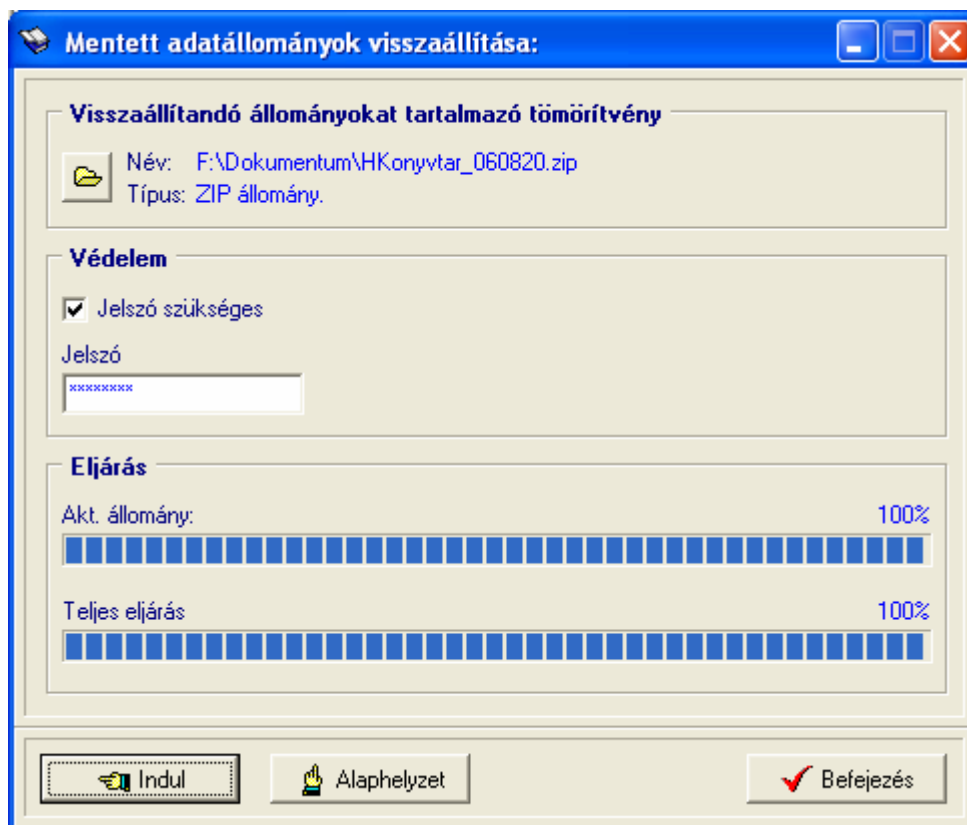 Mentett adatállományok visszaállítása:
Visszaállítandó állományokat tartalmazó tömörítvény
Név: F:\Dokumentum\HKonyvtar_060820.zip
Típus: ZIP állomány.
Védelem
Jelszó szükséges
Jelszó
********
Eljárás
Akt. állomány: 100%
Teljes eljárás 100%
Indul Alaphelyzet Befejezés